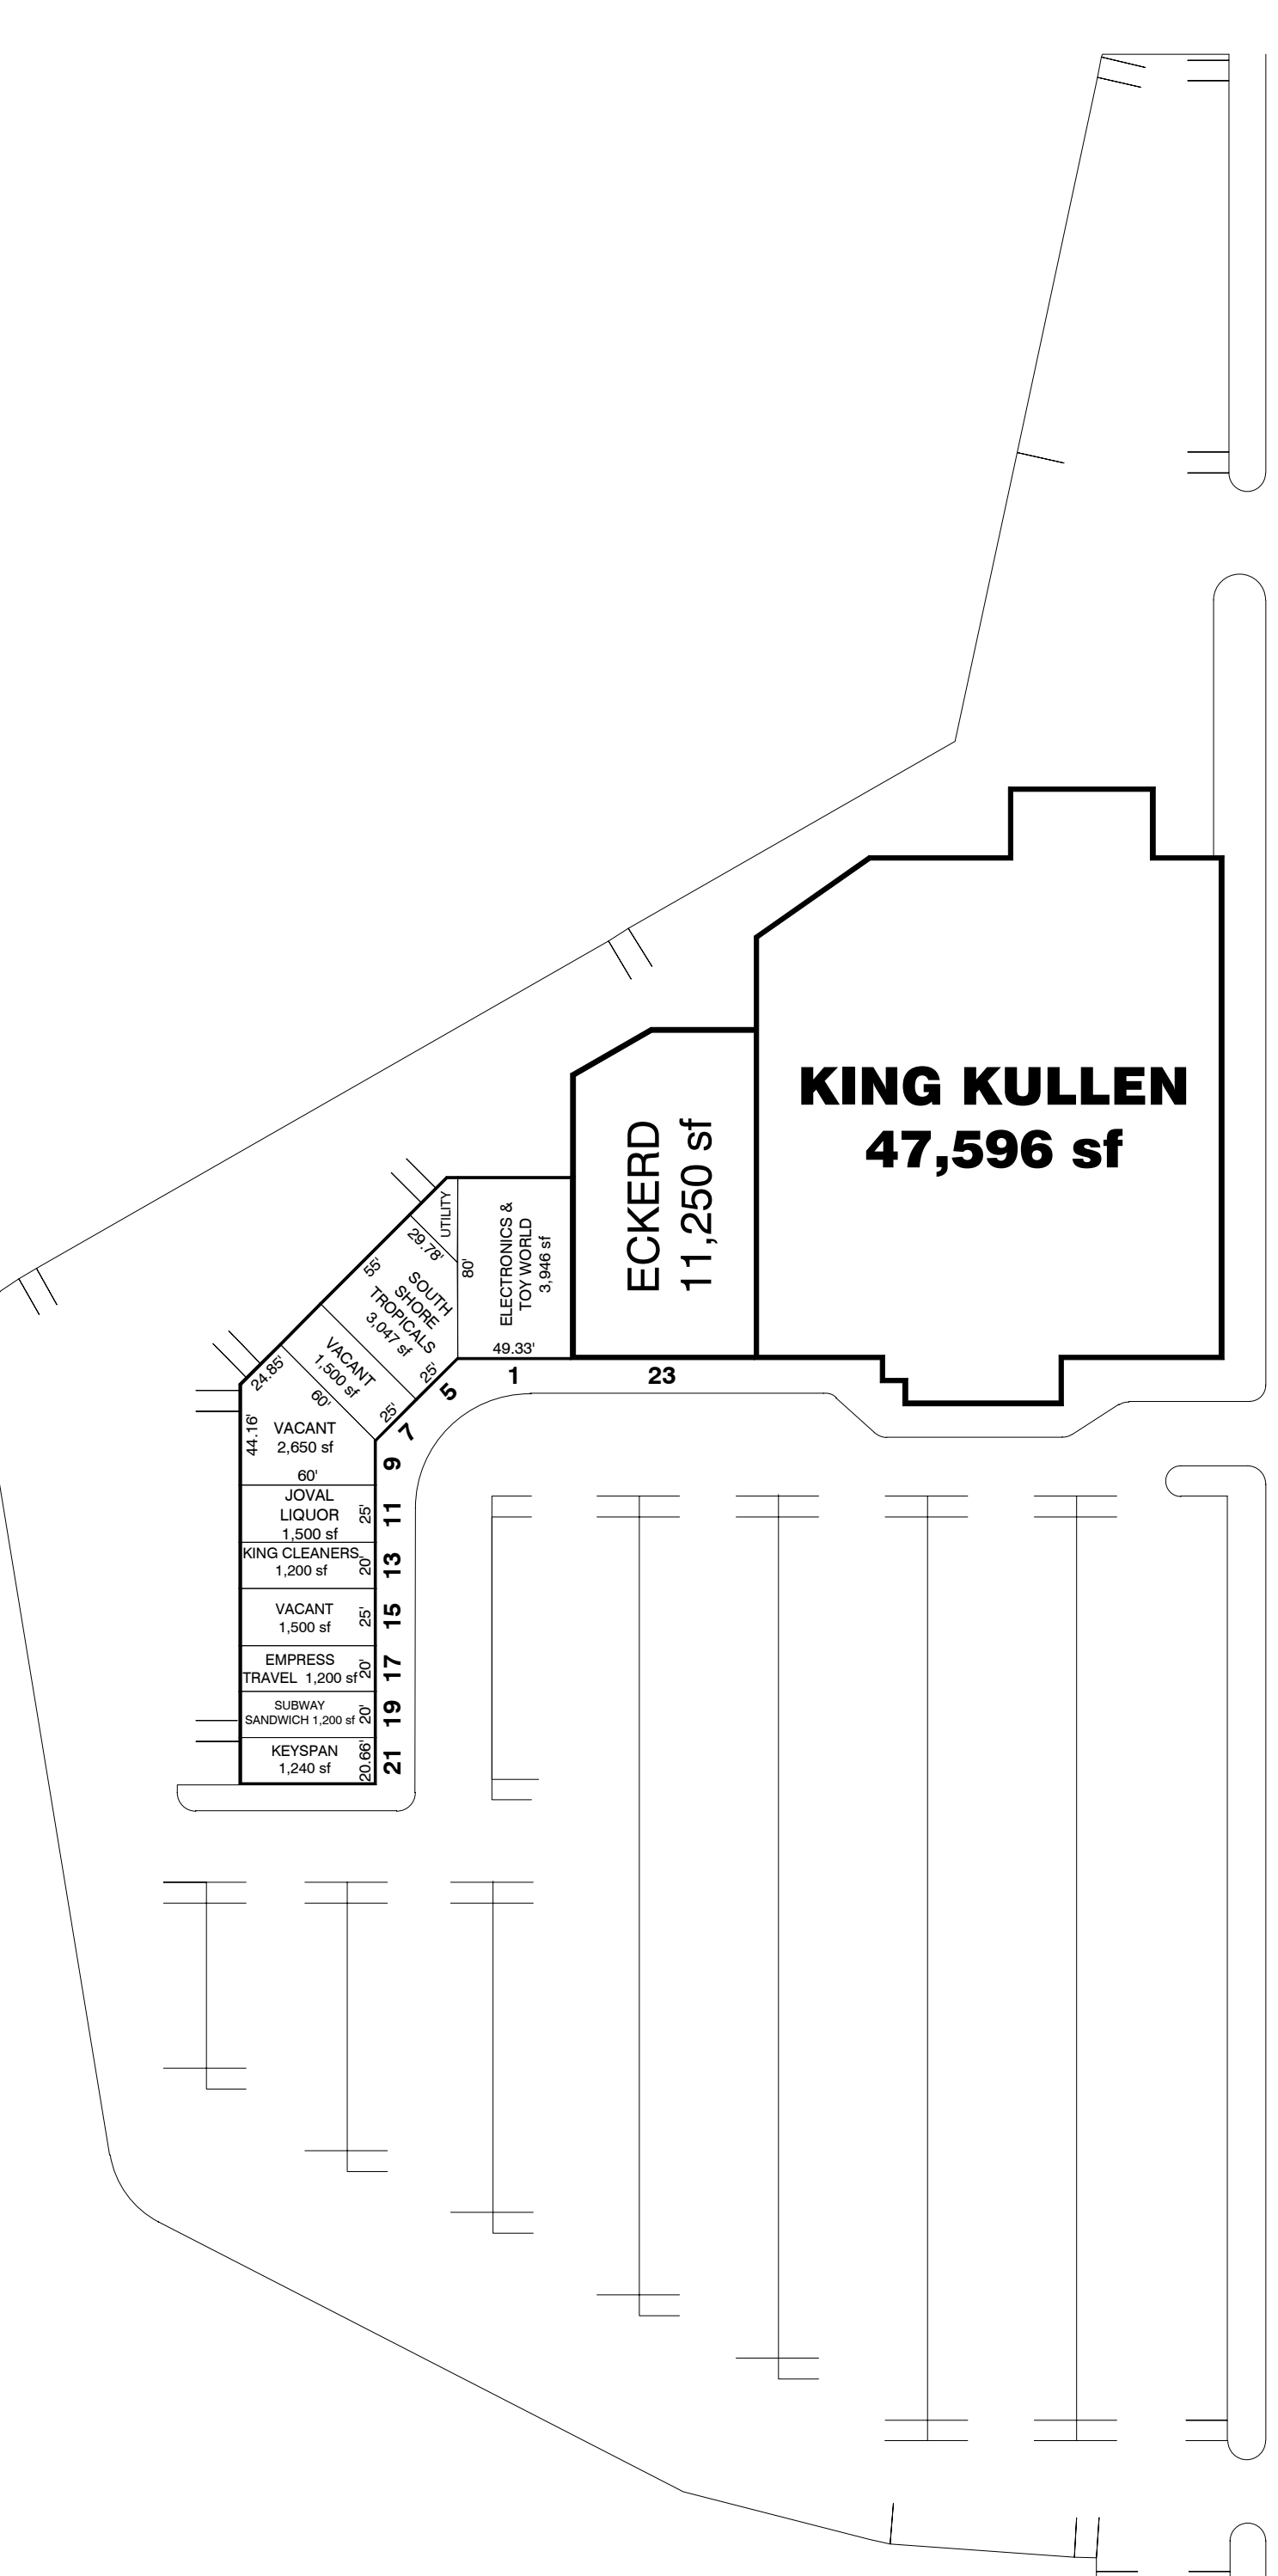 KING KULLEN
47,596 sf
ECKERD
11,250 sf
23
UTILITY
ELECTRONICS &
TOY WORLD
3,946 sf
80'
49.33'
1
29.78'
55'
SOUTH
SHORE
TROPICALS
3,047 sf
25'
5
VACANT
1,500 sf
60'
25'
7
24.85'
44.16'
VACANT
2,650 sf
60'
9
JOVAL
LIQUOR
1,500 sf
25'
11
KING CLEANERS
1,200 sf
20'
13
VACANT
1,500 sf
25'
15
EMPRESS
TRAVEL 1,200 sf
20'
17
SUBWAY
SANDWICH 1,200 sf
20'
19
KEYSPAN
1,240 sf
20.66'
21